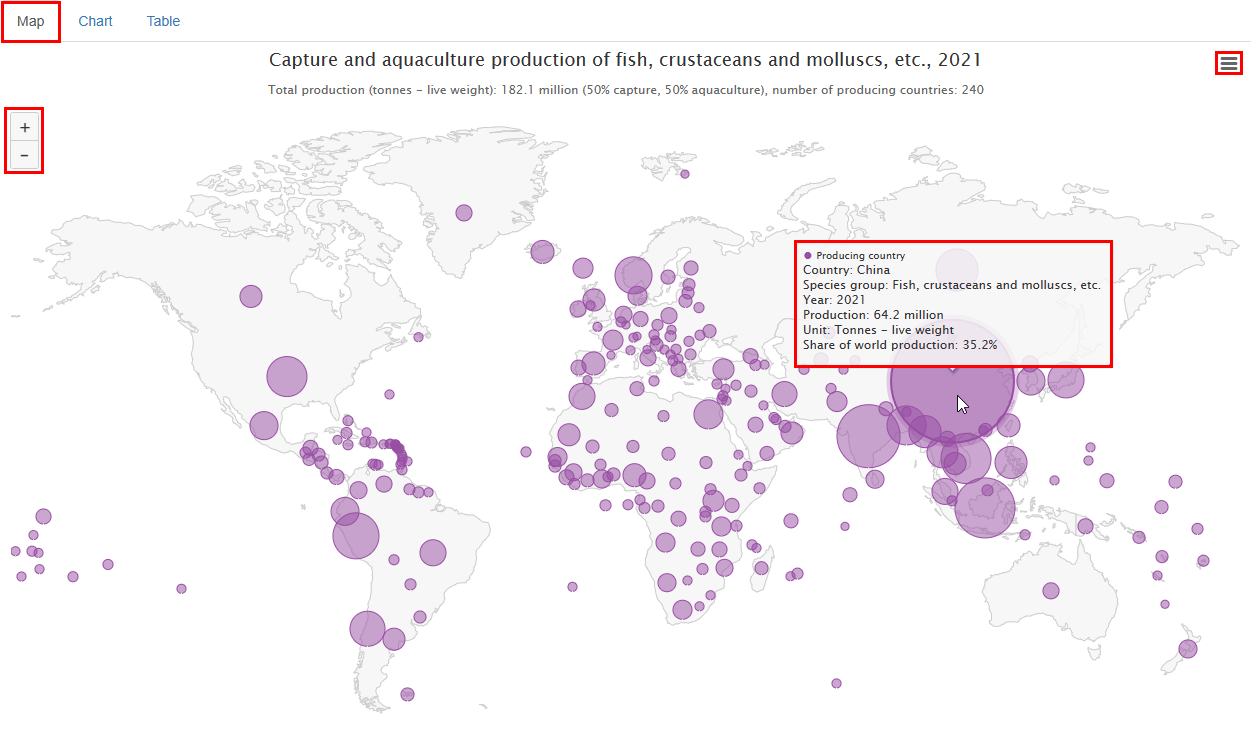 Map Chart Table
Capture and aquaculture production of fish, crustaceans and molluscs, etc., 2021
Total production (tonnes - live weight): 182.1 million (50% capture, 50% aquaculture), number of producing countries: 240
+
-
Producing country
Country: China
Species group: Fish, crustaceans and molluscs, etc.
Year: 2021
Production: 64.2 million
Unit: Tonnes - live weight
Share of world production: 35.2%